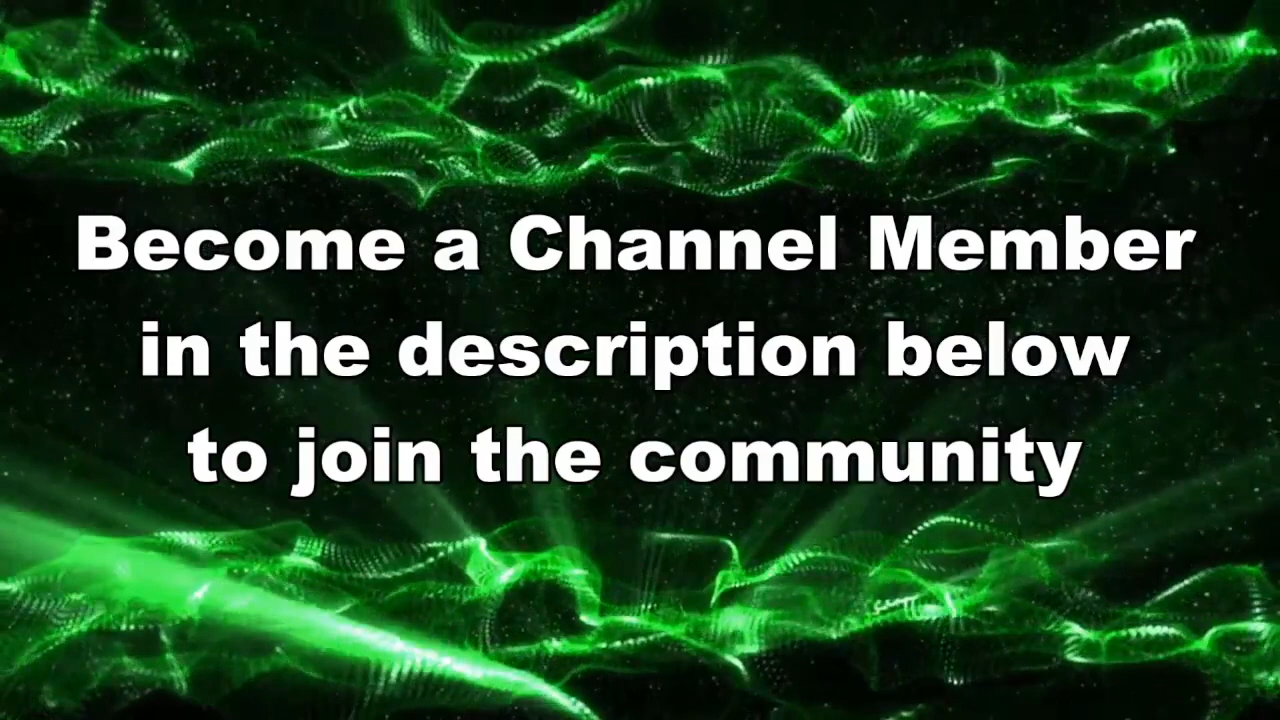 Become a Channel Member
in the description below
to join the community